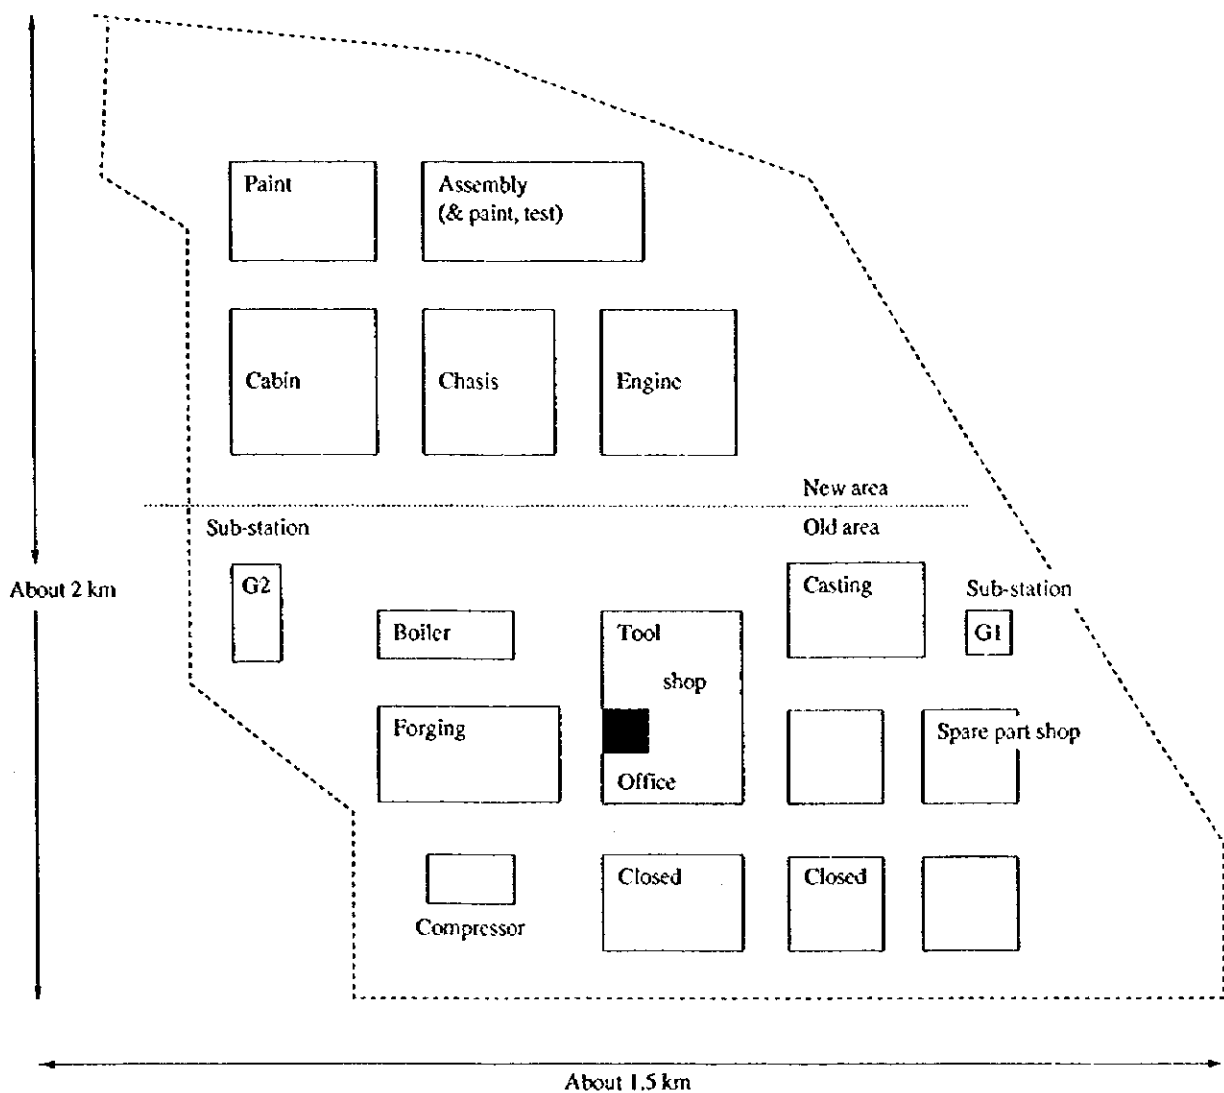 Paint
Assembly
(& paint, test)
Cabin
Chasis
Engine
New area
Old area
Sub-station
G2
About 2 km
Casting
Sub-station
G1
Boiler
Tool
shop
Forging
Office
Spare part shop
Closed
Closed
Compressor
About 1.5 km